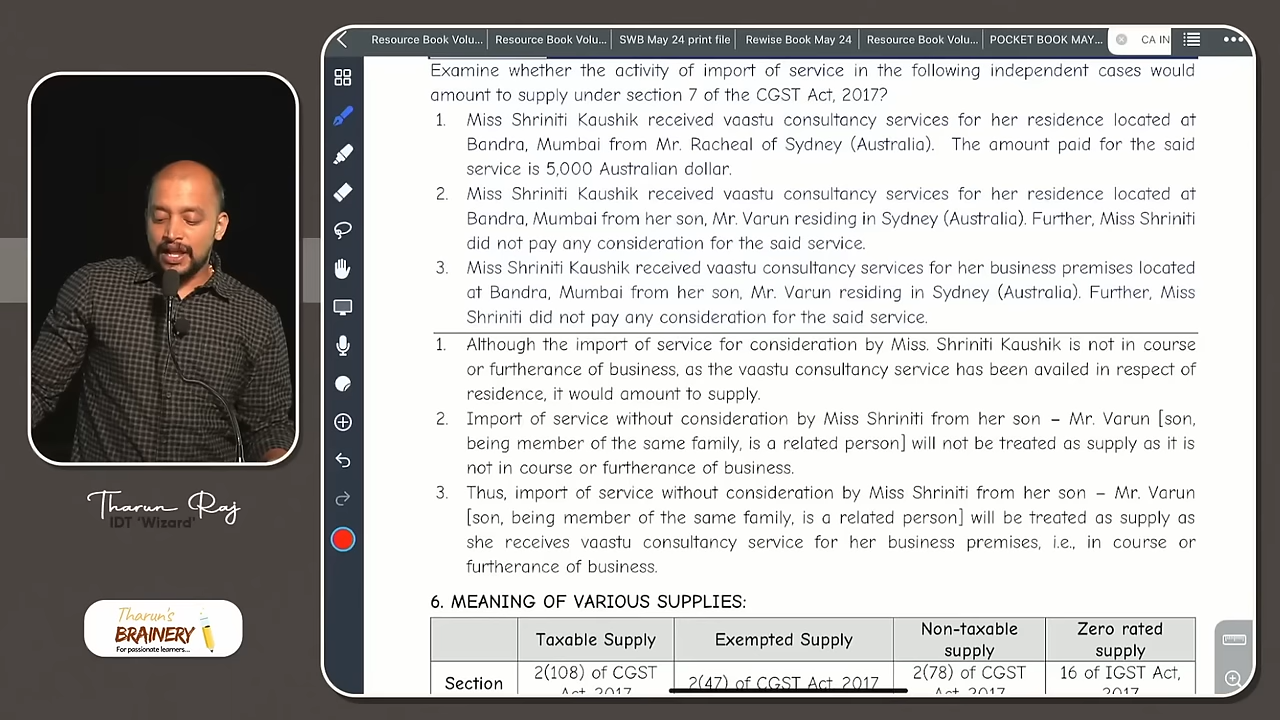 Resource Book Volu... Resource Book Volu... SWB May 24 print file Rewise Book May 24 Resource Book Volu... POCKET BOOK MAY... CA IN
Examine whether the activity of import of service in the following independent cases would
amount to supply under section 7 of the CGST Act, 2017?
1. Miss Shriniti Kaushik received vaastu consultancy services for her residence located at
Bandra, Mumbai from Mr. Racheal of Sydney (Australia). The amount paid for the said
service is 5,000 Australian dollar.
2. Miss Shriniti Kaushik received vaastu consultancy services for her residence located at
Bandra, Mumbai from her son, Mr. Varun residing in Sydney (Australia). Further, Miss Shriniti
did not pay any consideration for the said service.
3. Miss Shriniti Kaushik received vaastu consultancy services for her business premises located
at Bandra, Mumbai from her son, Mr. Varun residing in Sydney (Australia). Further, Miss
Shriniti did not pay any consideration for the said service.
1. Although the import of service for consideration by Miss. Shriniti Kaushik is not in course
or furtherance of business, as the vaastu consultancy service has been availed in respect of
residence, it would amount to supply.
2. Import of service without consideration by Miss Shriniti from her son – Mr. Varun [son,
being member of the same family, is a related person] will not be treated as supply as it is
not in course or furtherance of business.
3. Thus, import of service without consideration by Miss Shriniti from her son – Mr. Varun
[son, being member of the same family, is a related person] will be treated as supply as
she receives vaastu consultancy service for her business premises, i.e., in course or
furtherance of business.
6. MEANING OF VARIOUS SUPPLIES:
Taxable Supply Exempted Supply Non-taxable supply Zero rated supply
Section 2(108) of CGST Act, 2017 2(47) of CGST Act, 2017 2(78) of CGST Act, 2017 16 of IGST Act, 2017
Tharun Raj
IDT 'Wizard'
Tharun's
BRAINERY
For passionate learners...